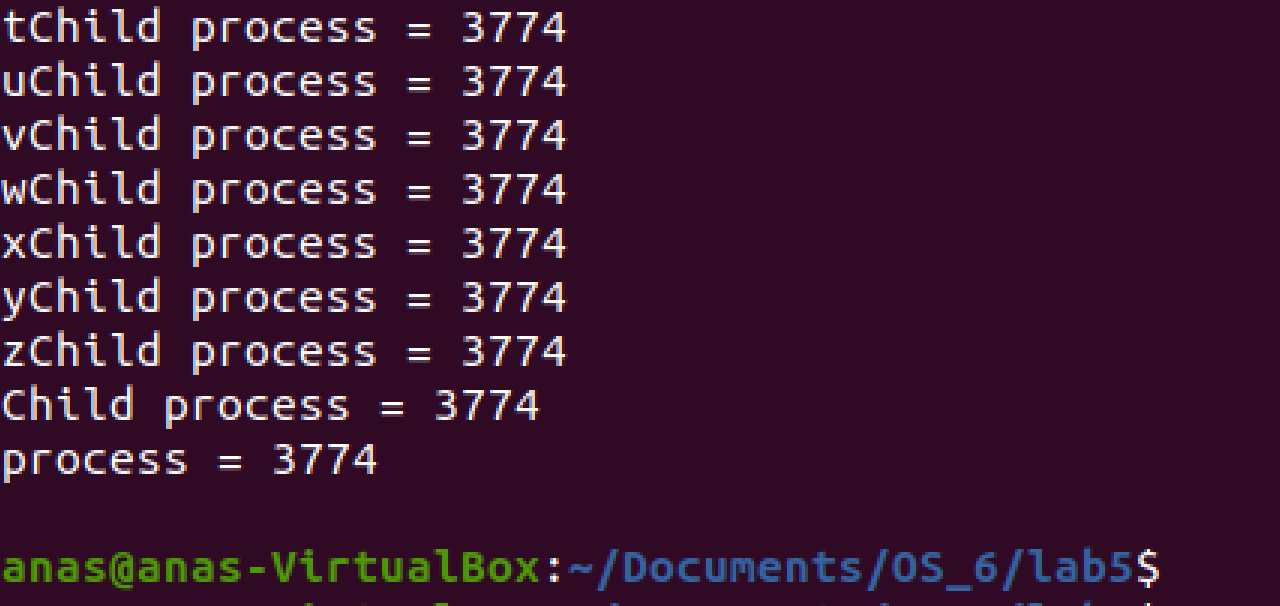 tChild process = 3774
uChild process = 3774
vChild process = 3774
wChild process = 3774
xChild process = 3774
yChild process = 3774
zChild process = 3774
Child process = 3774
process = 3774
anas@anas-VirtualBox:~/Documents/OS_6/lab5$